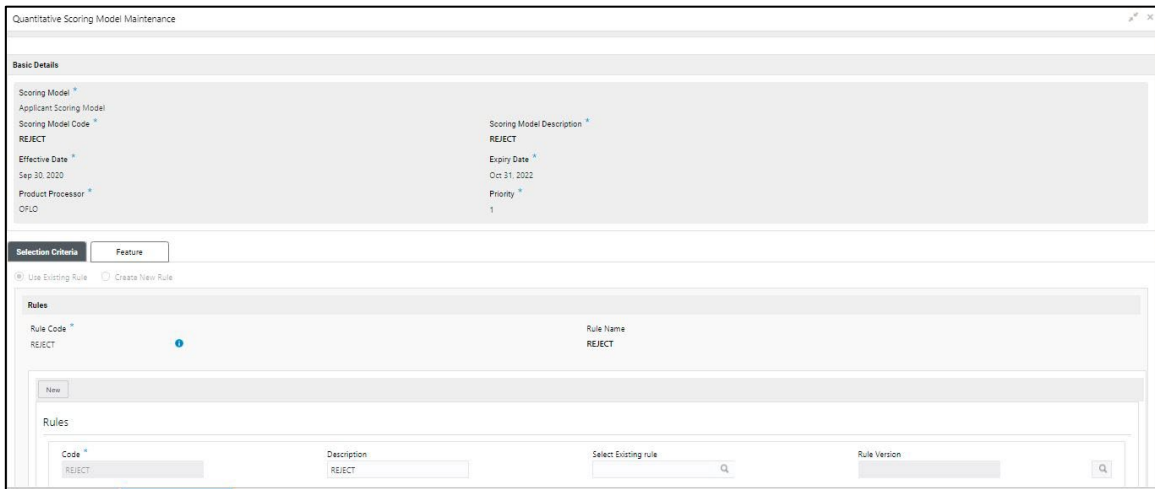 Quantitative Scoring Model Maintenance
Basic Details
Scoring Model *
Applicant Scoring Model
Scoring Model Code * Scoring Model Description *
REJECT REJECT
Effective Date * Expiry Date *
Sep 30, 2020 Oct 31, 2022
Product Processor * Priority *
OFLO 1
Selection Criteria Feature
Use Existing Rule Create New Rule
Rules
Rule Code * Rule Name
REJECT REJECT
New
Rules
Code * Description Select Existing rule Rule Version
REJECT REJECT